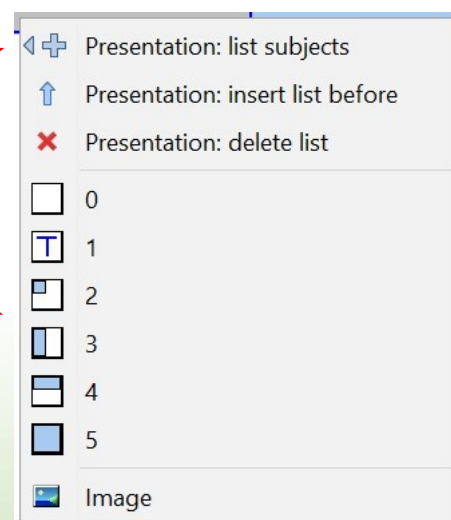 Presentation: list subjects
Presentation: insert list before
Presentation: delete list
0
T 1
2
3
4
5
Image